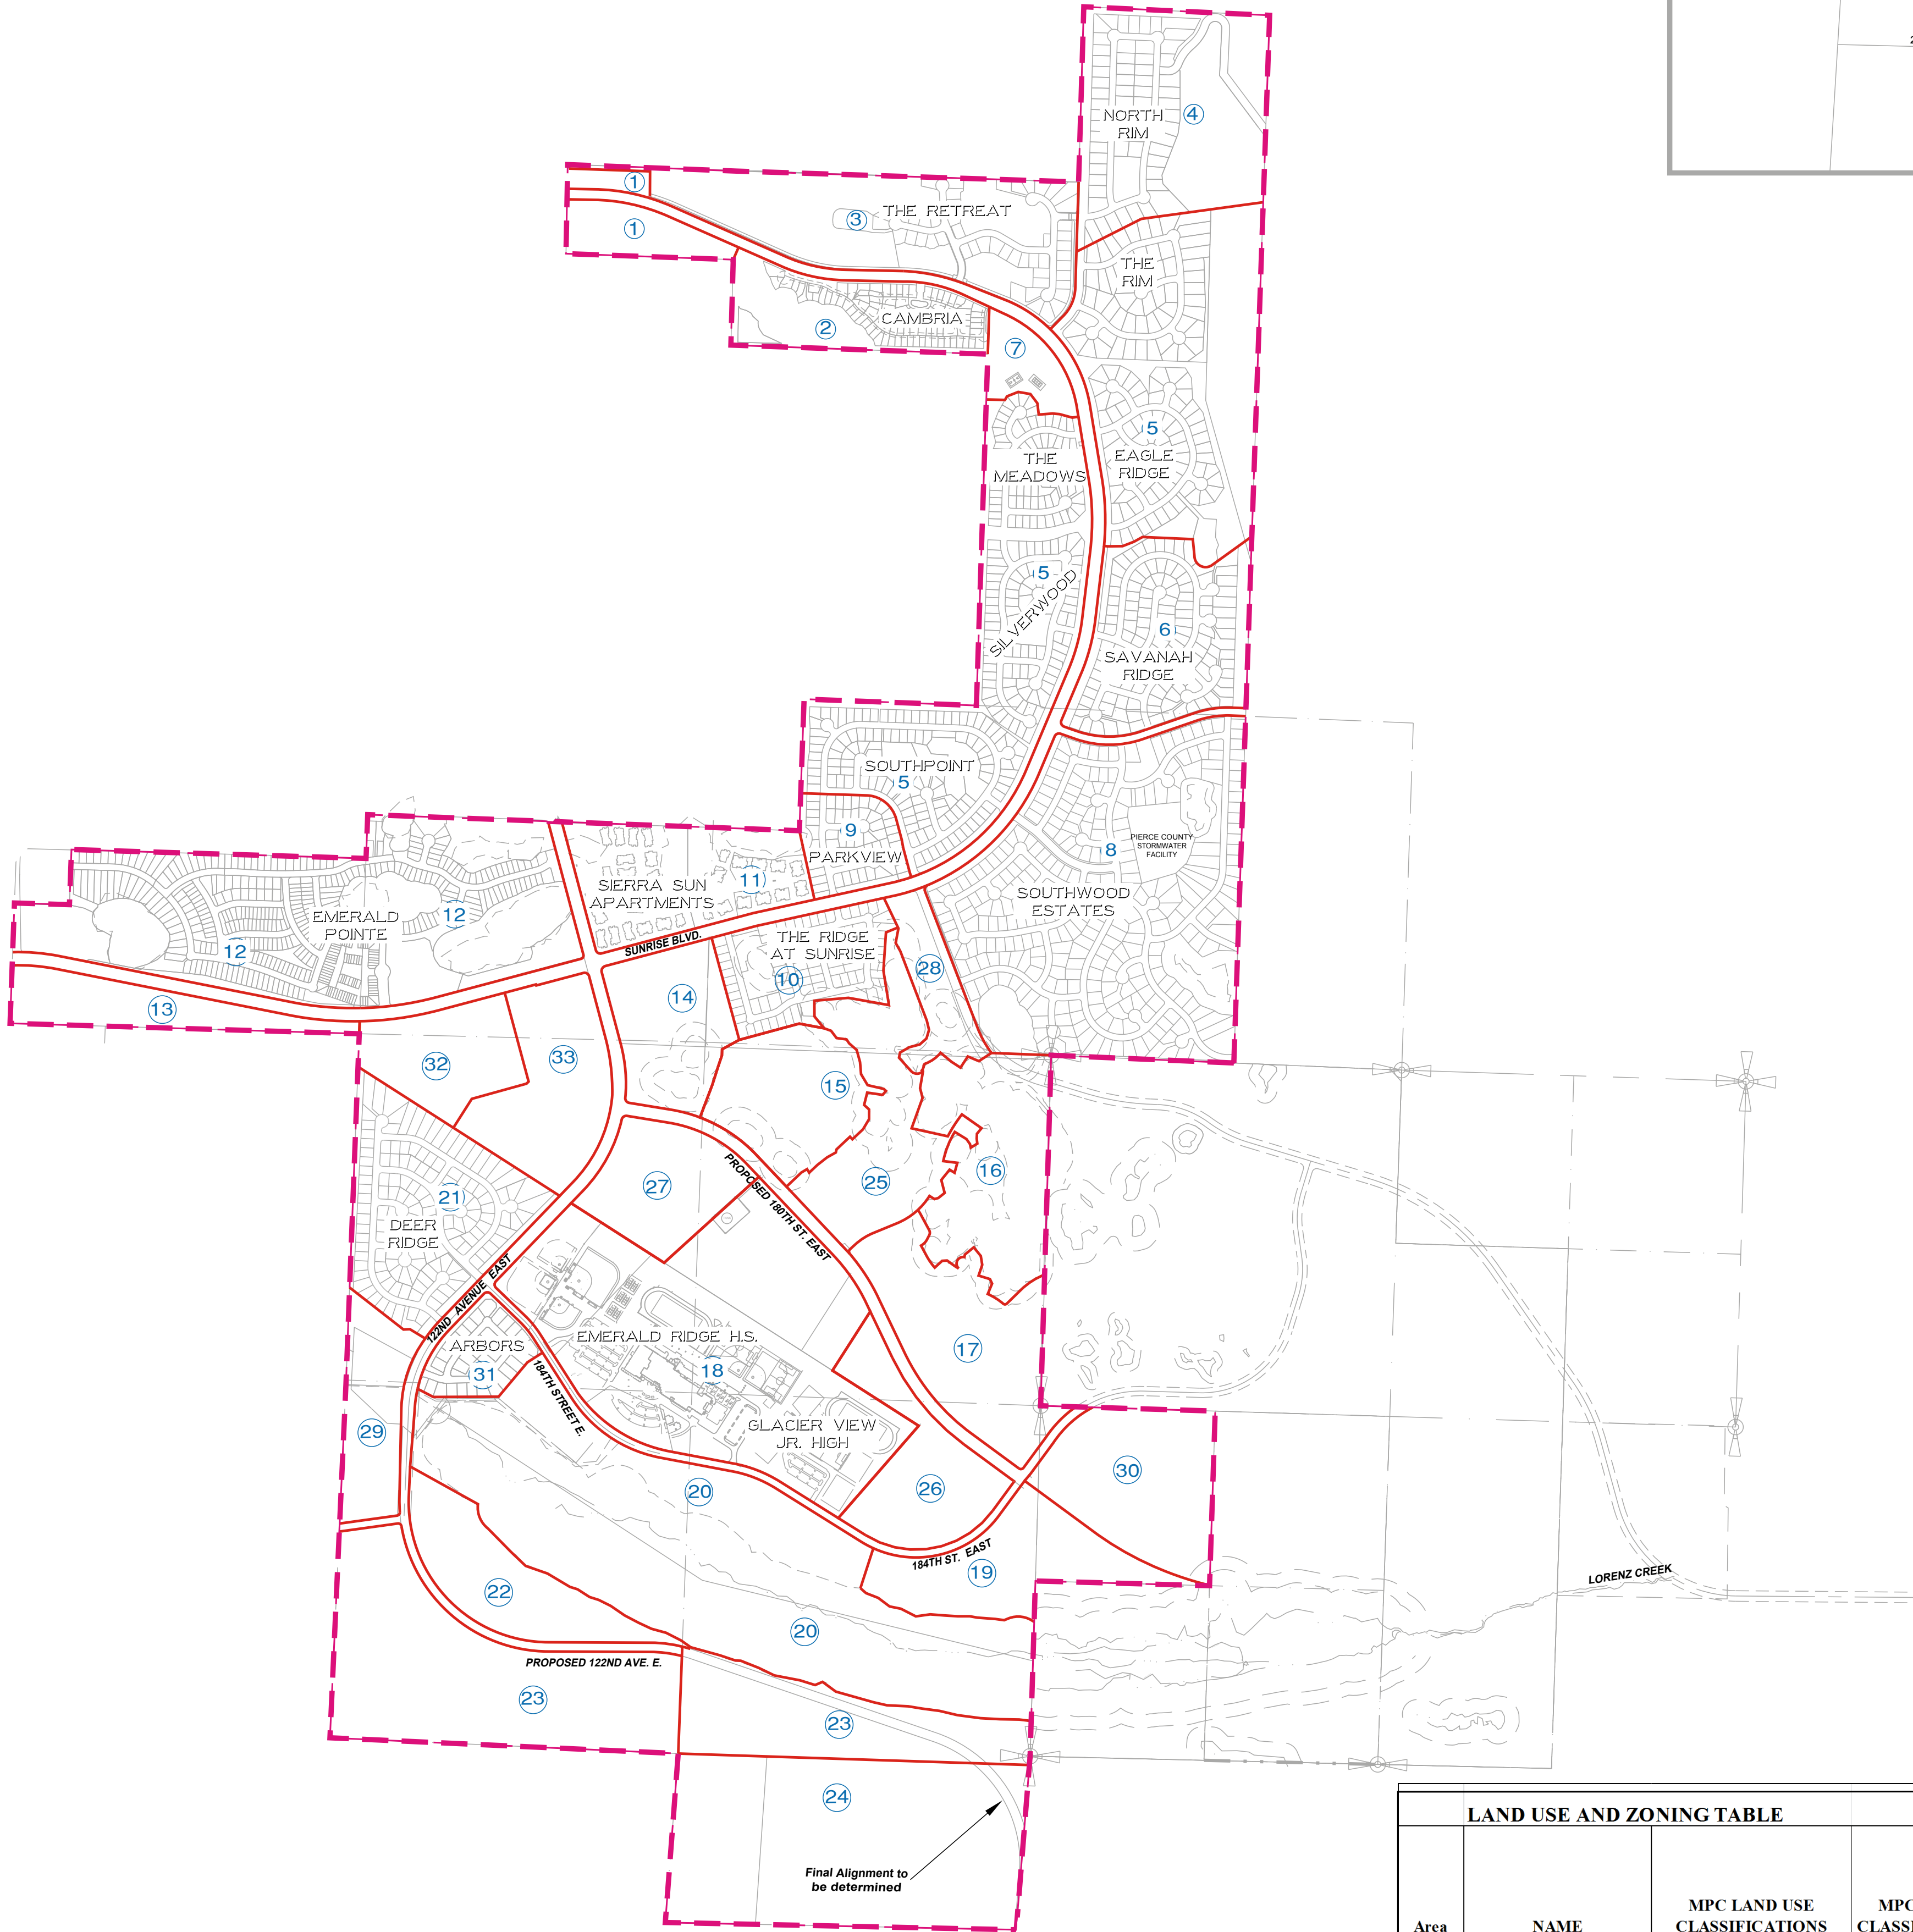 2
NORTH
RIM
4
1
THE RETREAT
3
1
THE
RIM
CAMBRIA
2
7
5
THE
MEADOWS
EAGLE
RIDGE
5
SILVERWOOD
6
SAVANAH
RIDGE
SOUTHPOINT
5
9
PARKVIEW
PIERCE COUNTY
STORMWATER
FACILITY
8
SIERRA SUN
APARTMENTS
11
SOUTHWOOD
ESTATES
EMERALD
POINTE
12
12
SUNRISE BLVD.
THE RIDGE
AT SUNRISE
10
28
14
13
32
33
15
16
25
27
PROPOSED 180TH ST. EAST
21
DEER
RIDGE
122ND AVENUE EAST
ARBORS
31
184TH STREET E.
EMERALD RIDGE H.S.
18
17
GLACIER VIEW
JR. HIGH
29
20
26
30
184TH ST. EAST
19
LORENZ CREEK
22
20
PROPOSED 122ND AVE. E.
23
23
24
Final Alignment to
be determined
LAND USE AND ZONING TABLE
Area
NAME
MPC LAND USE
CLASSIFICATIONS
MPC
CLASSI